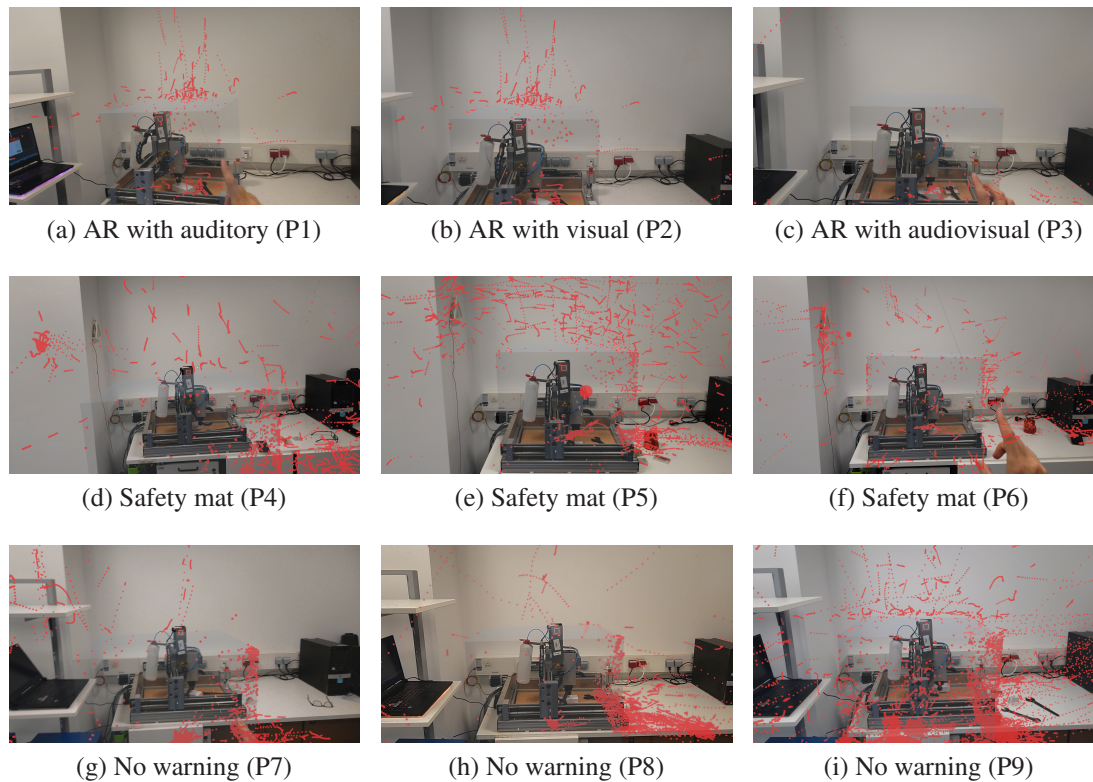 (a) AR with auditory (P1)
(b) AR with visual (P2)
(c) AR with audiovisual (P3)
(d) Safety mat (P4)
(e) Safety mat (P5)
(f) Safety mat (P6)
(g) No warning (P7)
(h) No warning (P8)
(i) No warning (P9)